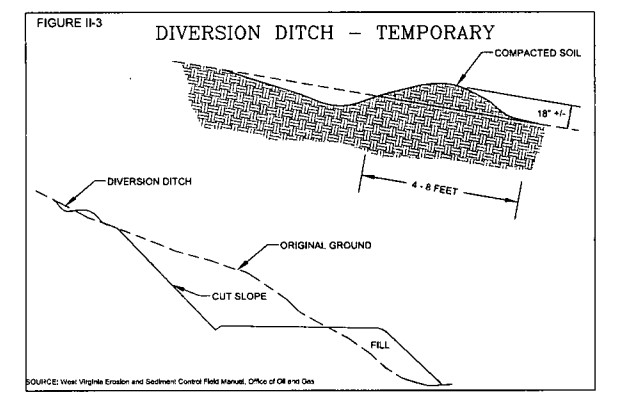 FIGURE II-3
DIVERSION DITCH – TEMPORARY
COMPACTED SOIL
18" +/-
4 - 8 FEET
DIVERSION DITCH
ORIGINAL GROUND
CUT SLOPE
FILL
SOURCE: West Virginia Erosion and Sediment Control Field Manual, Office of Oil and Gas